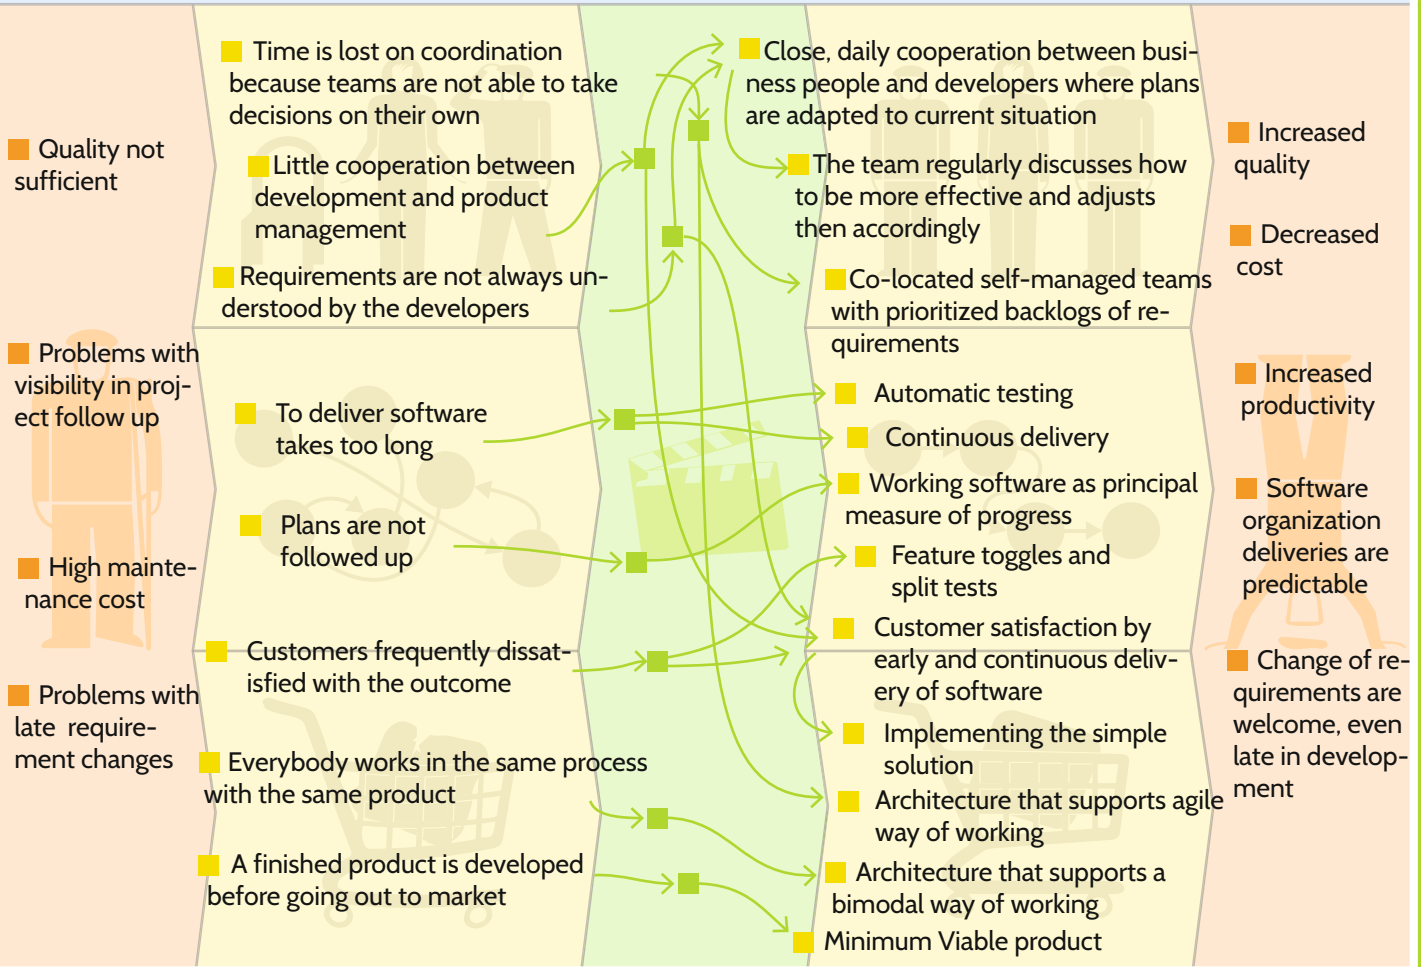 Quality not
sufficient
Problems with
visibility in proj-
ect follow up
High mainte-
nance cost
Problems with
late require-
ment changes
Time is lost on coordination
because teams are not able to take
decisions on their own
Little cooperation between
development and product
management
Requirements are not always un-
derstood by the developers
To deliver software
takes too long
Plans are not
followed up
Customers frequently dissat-
isfied with the outcome
Everybody works in the same process
with the same product
A finished product is developed
before going out to market
Close, daily cooperation between busi-
ness people and developers where plans
are adapted to current situation
The team regularly discusses how
to be more effective and adjusts
then accordingly
Co-located self-managed teams
with prioritized backlogs of re-
quirements
Automatic testing
Continuous delivery
Working software as principal
measure of progress
Feature toggles and
split tests
Customer satisfaction by
early and continuous deliv-
ery of software
Implementing the simple
solution
Architecture that supports agile
way of working
Architecture that supports a
bimodal way of working
Minimum Viable product
Increased
quality
Decreased
cost
Increased
productivity
Software
organization
deliveries are
predictable
Change of re-
quirements are
welcome, even
late in develop-
ment